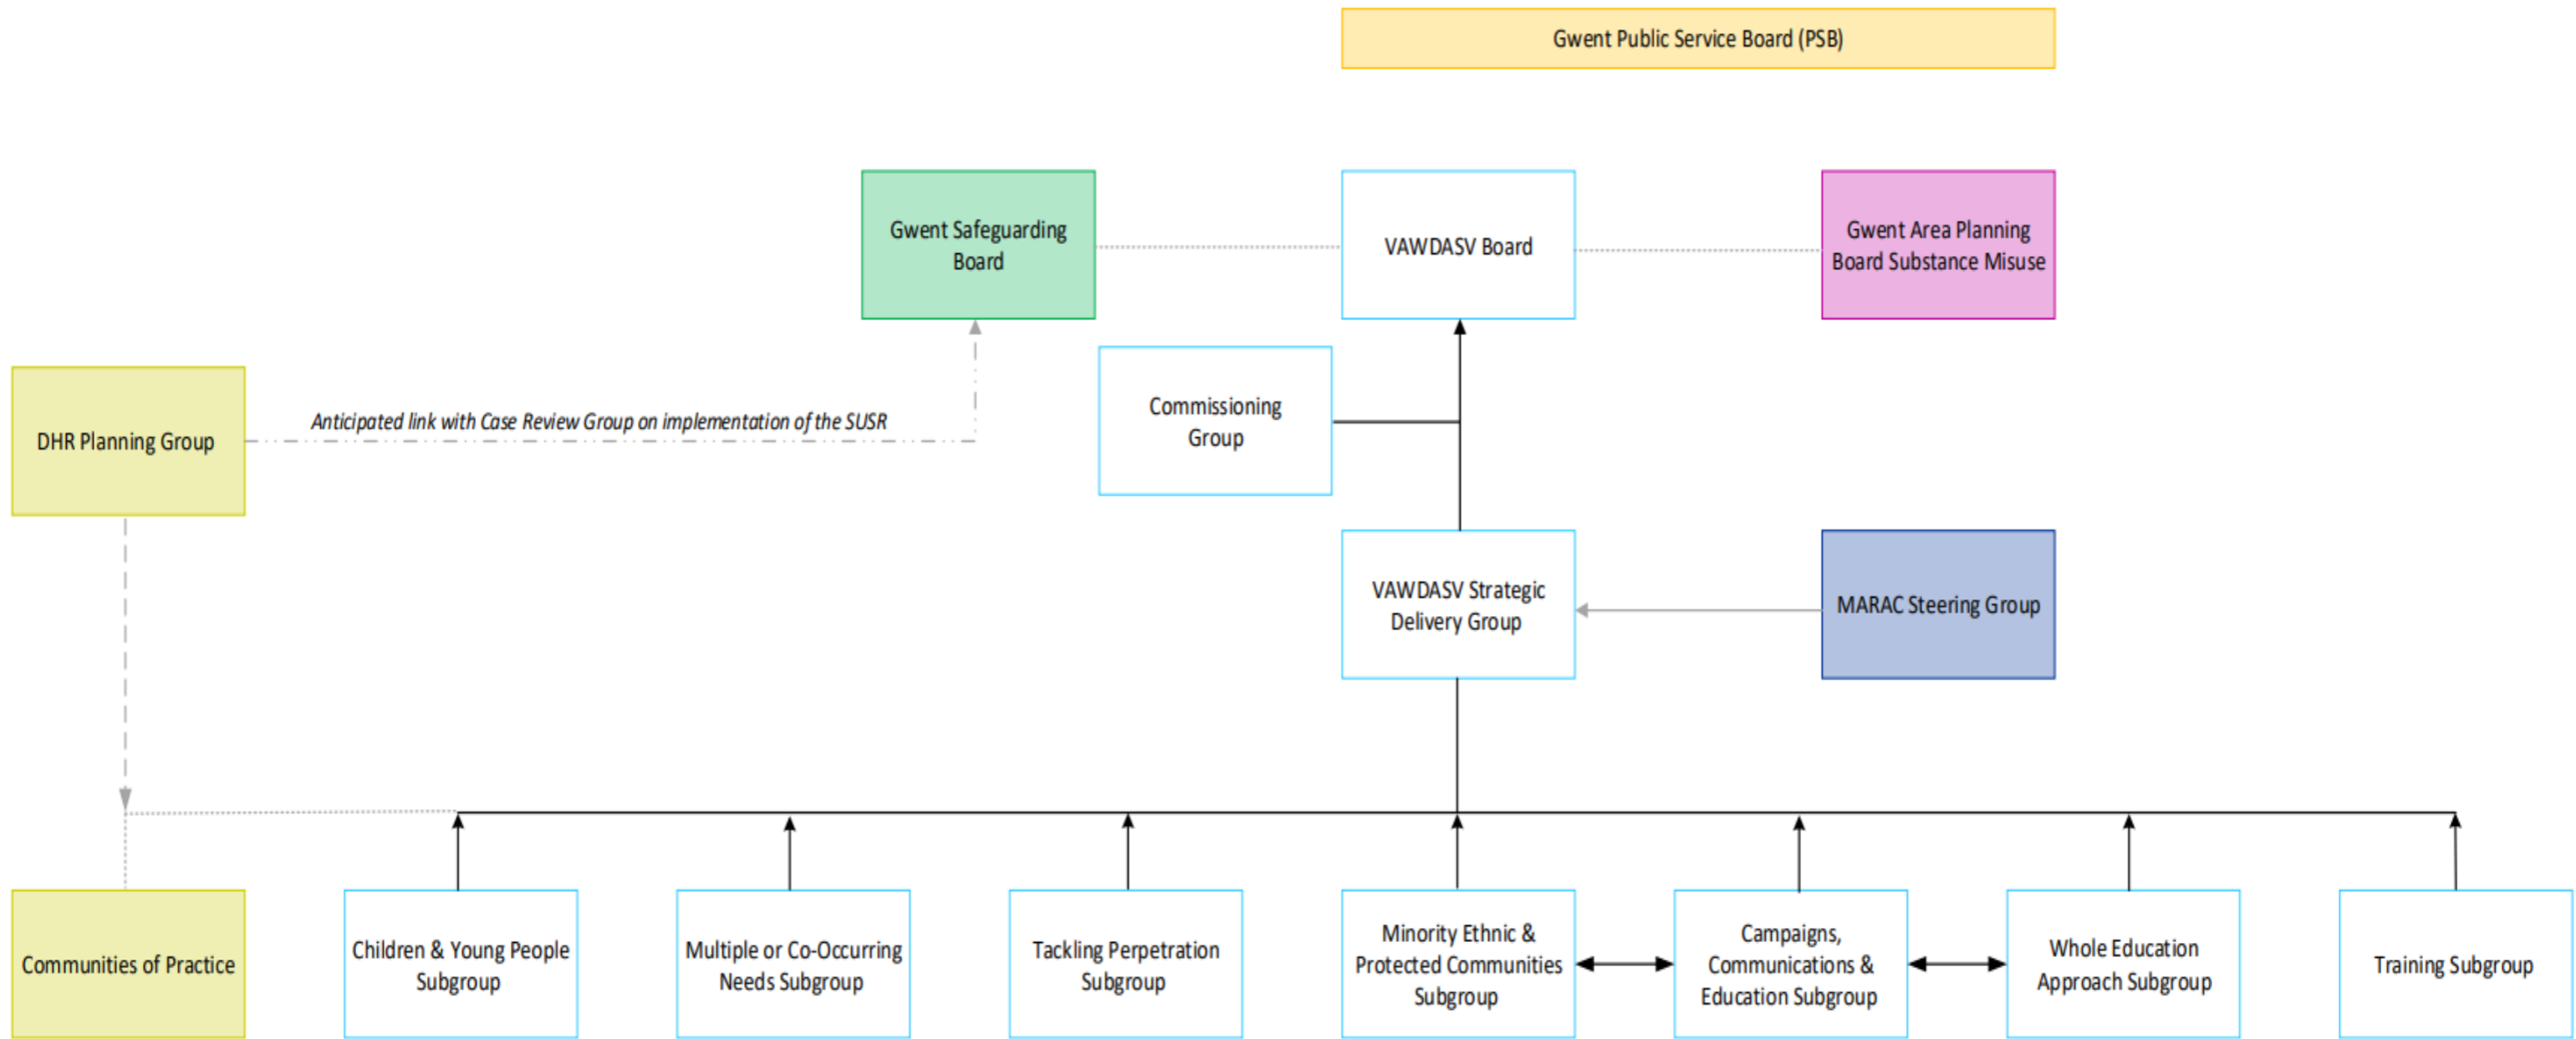 Gwent Public Service Board (PSB)
Gwent Safeguarding
Board
VAWDASV Board
Gwent Area Planning
Board Substance Misuse
Commissioning
Group
DHR Planning Group
Anticipated link with Case Review Group on implementation of the SUSR
VAWDASV Strategic
Delivery Group
MARAC Steering Group
Communities of Practice
Children & Young People
Subgroup
Multiple or Co-Occurring
Needs Subgroup
Tackling Perpetration
Subgroup
Minority Ethnic &
Protected Communities
Subgroup
Campaigns,
Communications &
Education Subgroup
Whole Education
Approach Subgroup
Training Subgroup